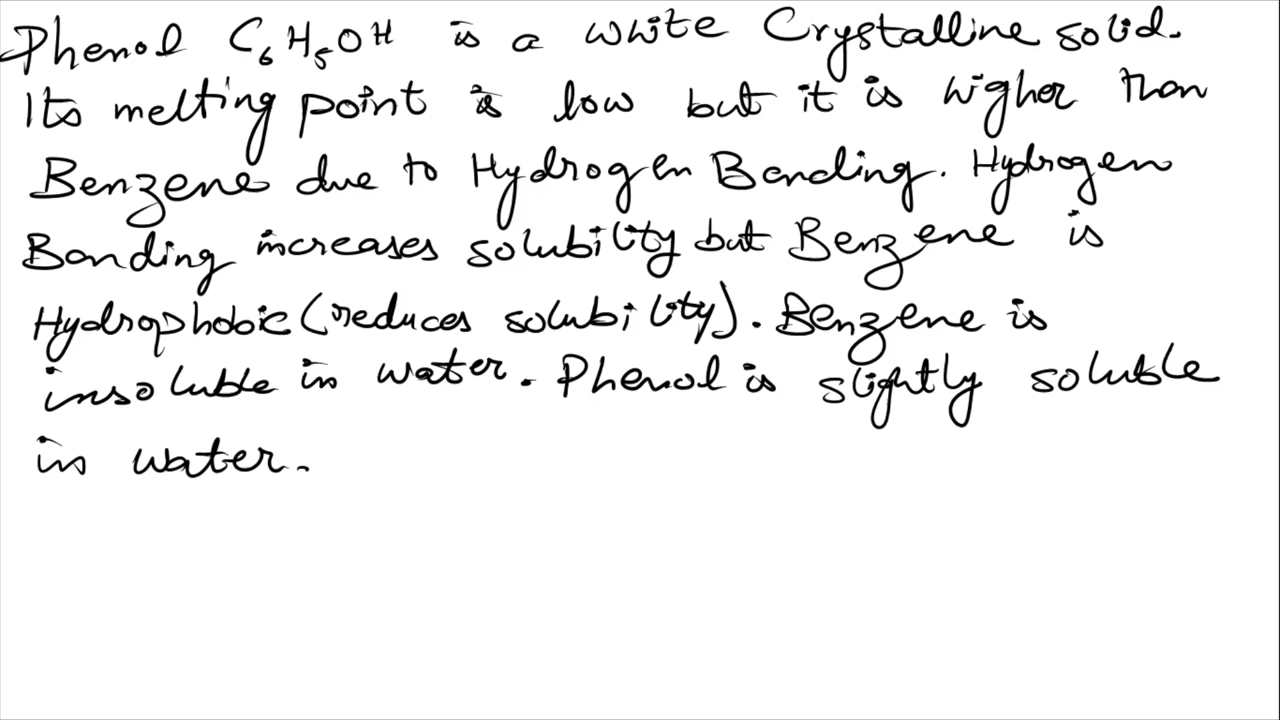 Phenol C₆H₅OH is a white Crystalline solid.
Its melting point is low but it is higher than
Benzene due to Hydrogen Bonding. Hydrogen
Bonding increases solubility but Benzene is
Hydrophobic (reduces solubility). Benzene is
insoluble in water. Phenol is slightly soluble
in water.